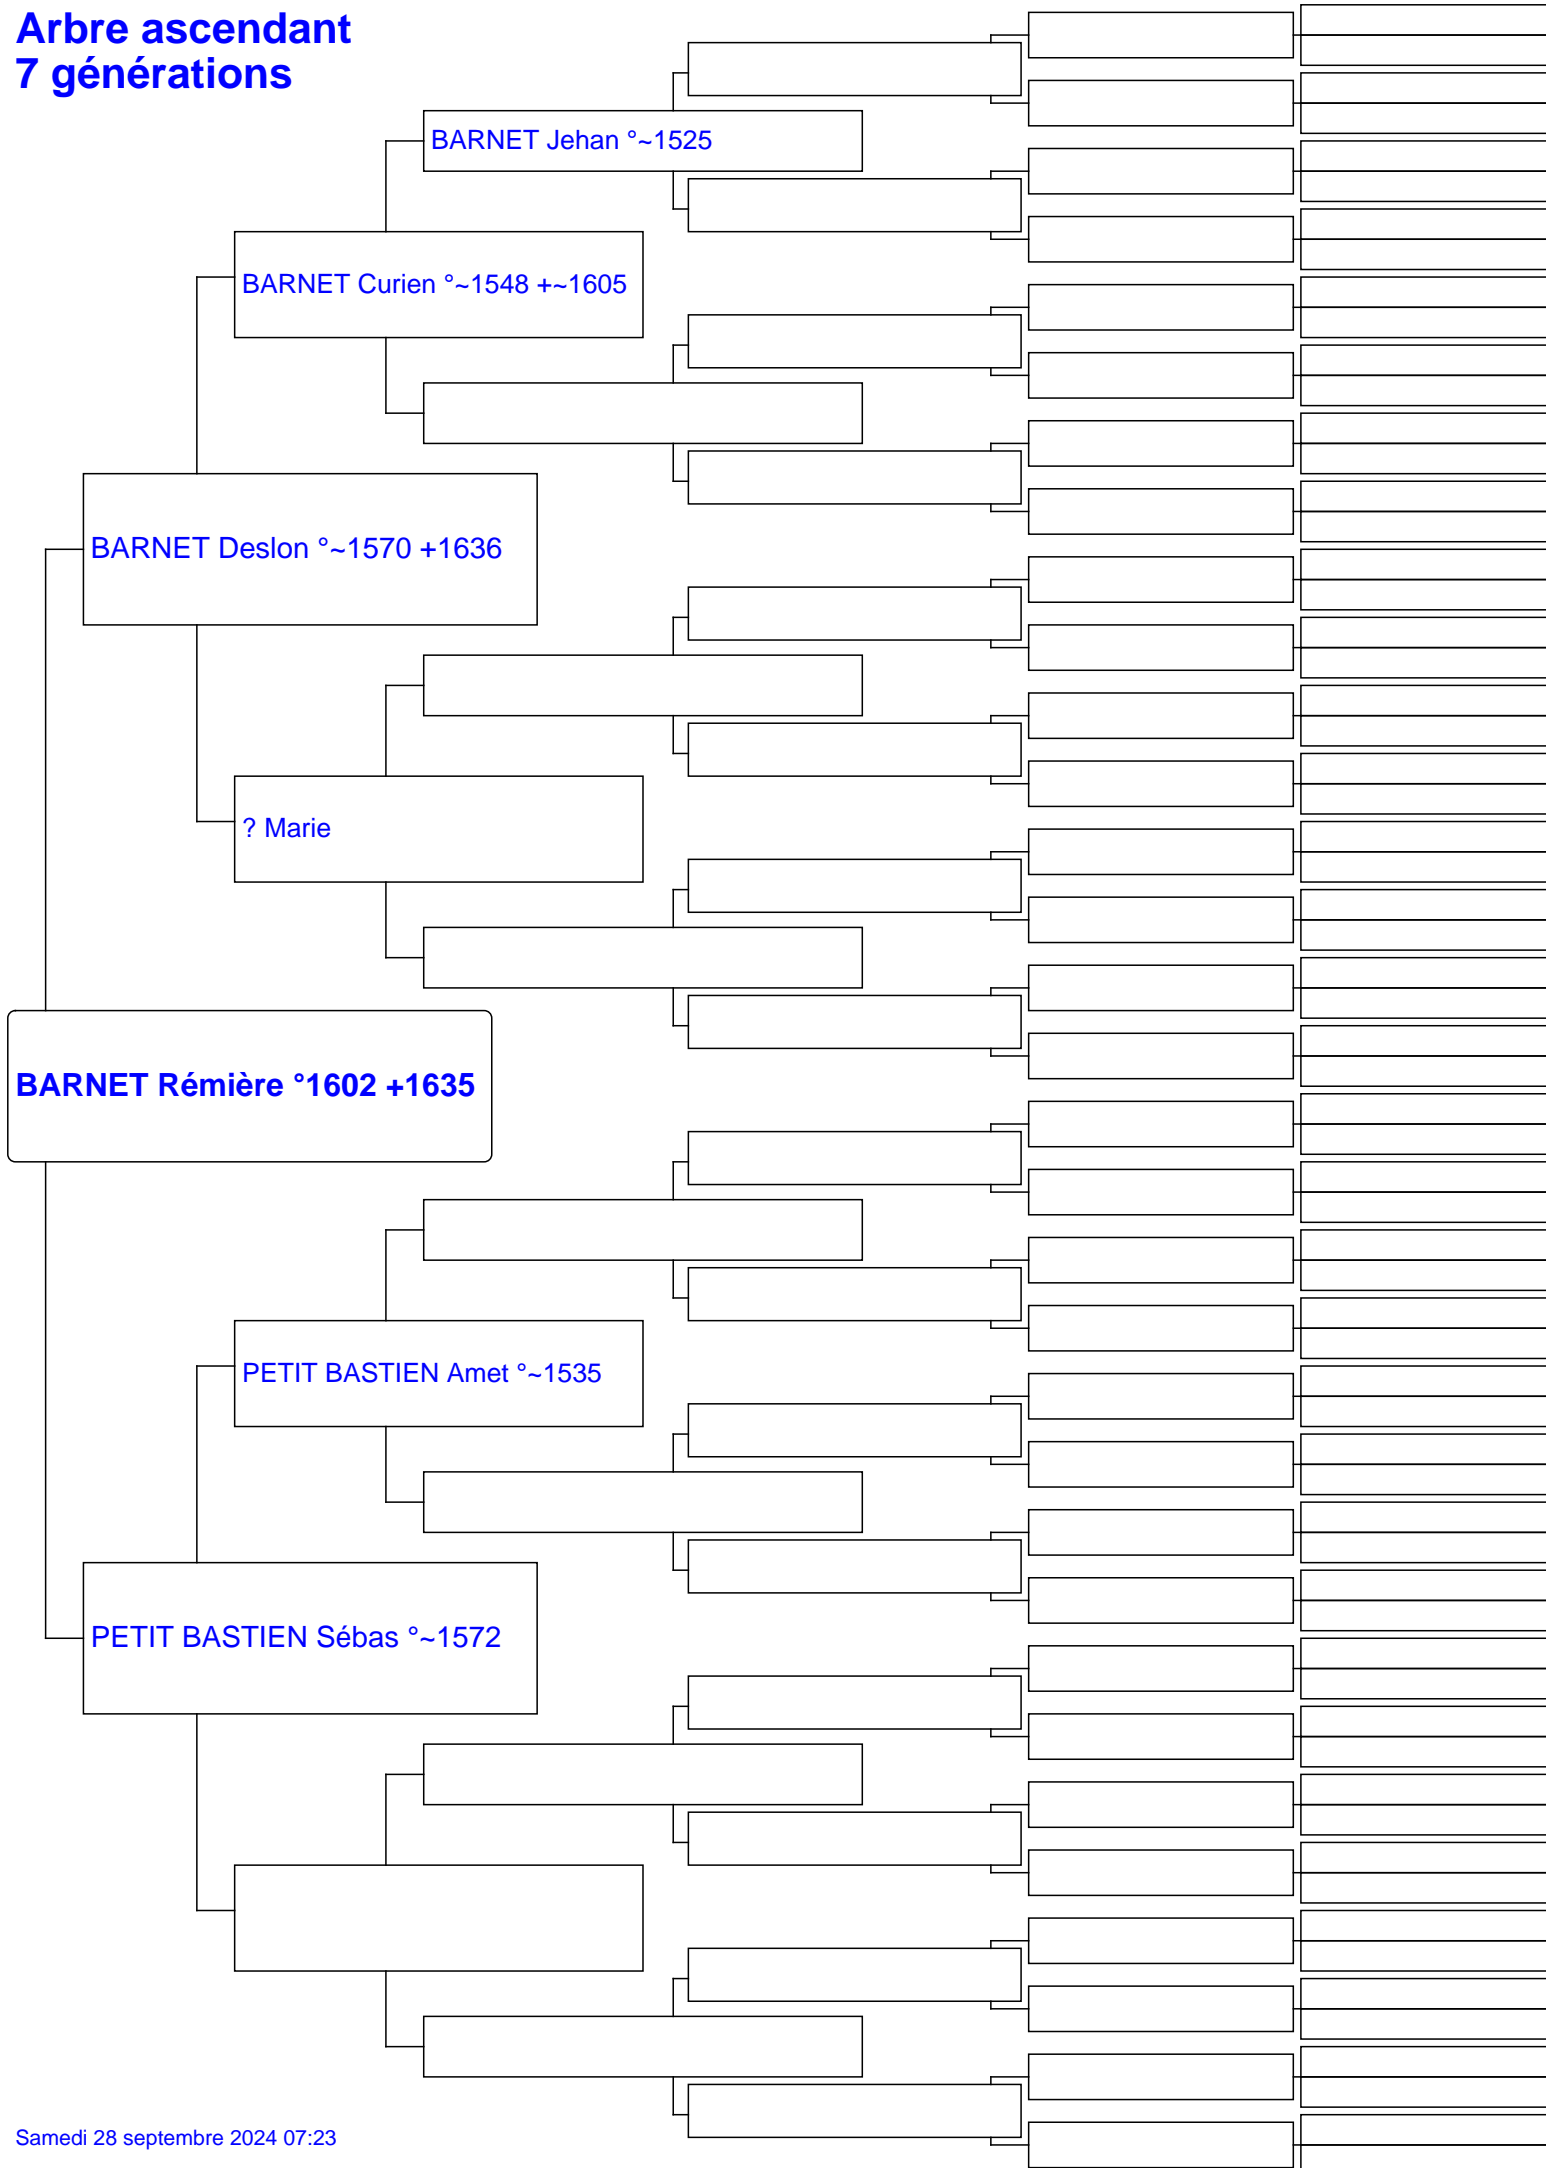 Arbre ascendant
7 générations
BARNET Jehan °~1525
BARNET Curien °~1548 +~1605
BARNET Deslon °~1570 +1636
? Marie
BARNET Rémière °1602 +1635
PETIT BASTIEN Amet °~1535
PETIT BASTIEN Sébas °~1572
Samedi 28 septembre 2024 07:23